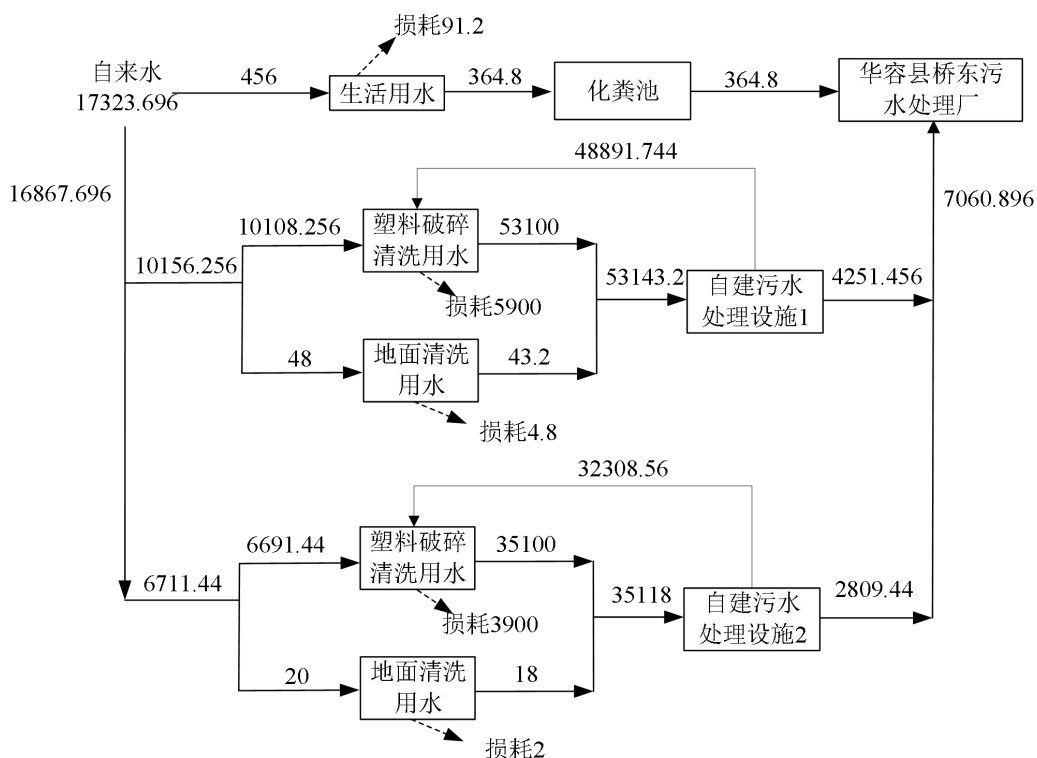 损耗91.2
自来水
17323.696
456
生活用水
364.8
化粪池
364.8
华容县桥东污
水处理厂
48891.744
16867.696
7060.896
10108.256
塑料破碎
清洗用水
53100
10156.256
损耗5900
53143.2
自建污水
处理设施1
4251.456
48
地面清洗
用水
43.2
损耗4.8
32308.56
6691.44
塑料破碎
清洗用水
35100
6711.44
损耗3900
35118
自建污水
处理设施2
2809.44
20
地面清洗
用水
18
损耗2